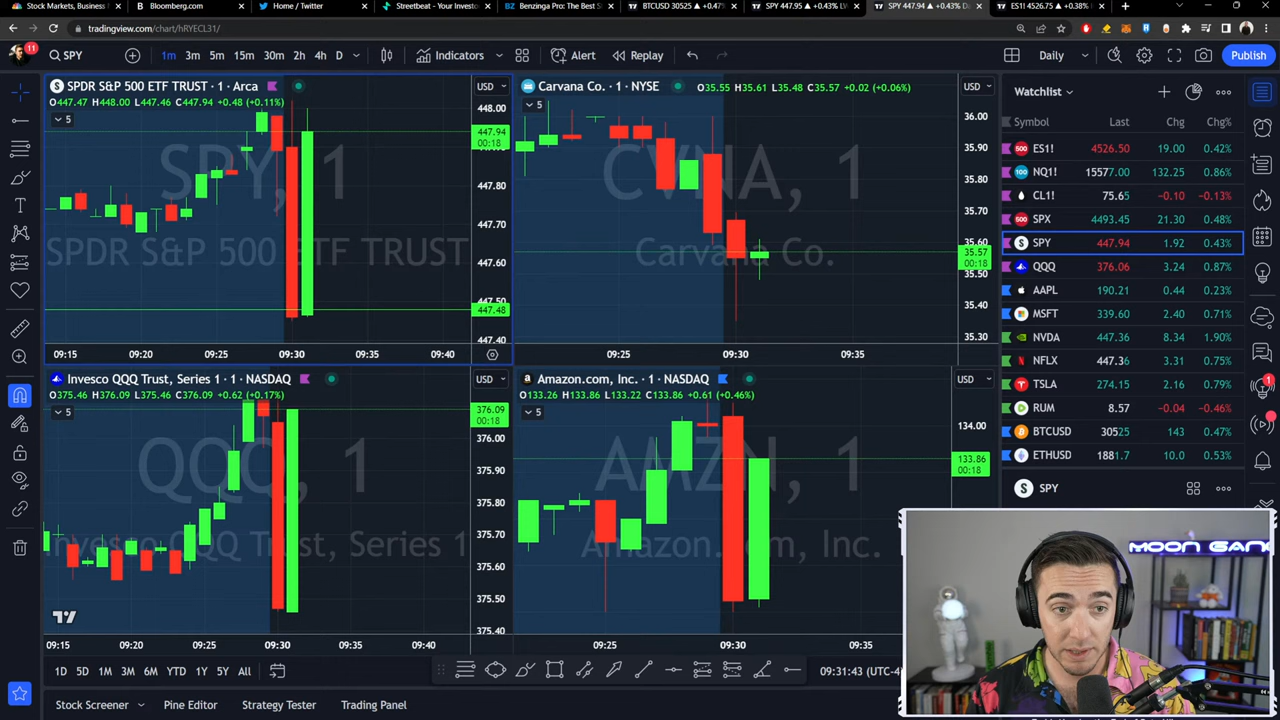 Stock Markets, Business
Bloomberg.com
Home / Twitter
Streetbeat - Your Investo
Benzinga Pro: The Best S
BTCUSD 30525 ▲ +0.47%
SPY 447.95 ▲ +0.43%
SPY 447.94 ▲ +0.43%
ES1! 4526.75 ▲ +0.38%
tradingview.com/chart/hRYECL31/
11
SPY
1m 3m 5m 15m 30m 1h 4h D
Indicators
Alert
Replay
Daily
Publish
SPDR S&P 500 ETF TRUST · 1 · Arca
O447.47 H448.00 L447.46 C447.94 +0.48 (+0.11%)
5
USD
448.00
447.94
00:18
447.80
447.70
447.60
447.50
447.48
447.40
SPY, 1
SPDR S&P 500 ETF TRUST
09:15 09:20 09:25 09:30 09:35 09:40
Carvana Co. · 1 · NYSE
O35.55 H35.61 L35.48 C35.57 +0.02 (+0.06%)
5
USD
36.00
35.90
35.80
35.70
35.60
35.57
00:18
35.50
35.40
35.30
CVNA, 1
Carvana Co.
09:25 09:30 09:35
Invesco QQQ Trust, Series 1 · 1 · NASDAQ
O375.46 H376.09 L375.46 C376.09 +0.62 (+0.17%)
5
USD
376.09
00:18
376.00
375.90
375.80
375.70
375.60
375.50
375.40
QQQ, 1
Invesco QQQ Trust, Series 1
09:15 09:20 09:25 09:30 09:35 09:40
Amazon.com, Inc. · 1 · NASDAQ
O133.26 H133.86 L133.22 C133.86 +0.61 (+0.46%)
5
USD
134.00
133.86
00:18
AMZN, 1
Amazon.com, Inc.
09:25 09:30 09:35
Watchlist
Symbol Last Chg Chg%
ES1! 4526.50 19.00 0.42%
NQ1! 15577.00 132.25 0.86%
CL1! 75.65 -0.10 -0.13%
SPX 4493.45 21.30 0.48%
SPY 447.94 1.92 0.43%
QQQ 376.06 3.24 0.87%
AAPL 190.21 0.44 0.23%
MSFT 339.60 2.40 0.71%
NVDA 447.36 8.34 1.90%
NFLX 447.36 3.31 0.75%
TSLA 274.15 2.16 0.79%
RUM 8.57 -0.04 -0.46%
BTCUSD 30525 143 0.47%
ETHUSD 1881.7 10.0 0.53%
SPY
1
MOON GANG
1D 5D 1M 3M 6M YTD 1Y 5Y All
09:31:43 (UTC-4)
Stock Screener
Pine Editor
Strategy Tester
Trading Panel